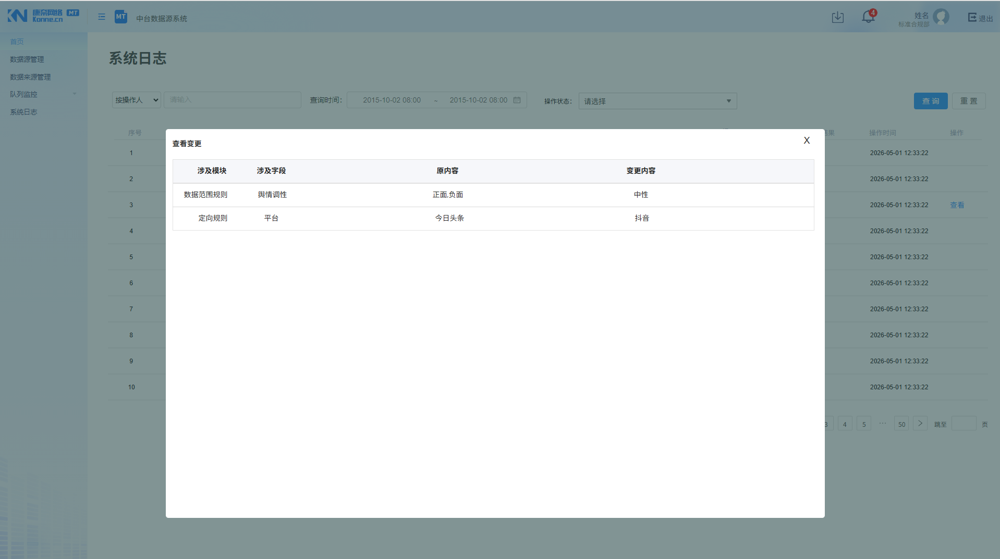 康奈网络 MT
Konne.cn
MT 中台数据源系统
4
姓名
标准合规部
退出
首页
数据源管理
数据来源管理
队列监控
系统日志
系统日志
按操作人 请输入 查询时间： 2015-10-02 08:00 ~ 2015-10-02 08:00 操作状态： 请选择 查 询 重 置
序号 结果 操作时间 操作
1 2026-05-01 12:33:22
2 2026-05-01 12:33:22
3 2026-05-01 12:33:22 查看
4 2026-05-01 12:33:22
5 2026-05-01 12:33:22
6 2026-05-01 12:33:22
7 2026-05-01 12:33:22
8 2026-05-01 12:33:22
9 2026-05-01 12:33:22
10 2026-05-01 12:33:22
查看变更 X
涉及模块 涉及字段 原内容 变更内容
数据范围规则 舆情调性 正面,负面 中性
定向规则 平台 今日头条 抖音
3 4 5 ··· 50 > 跳至 页